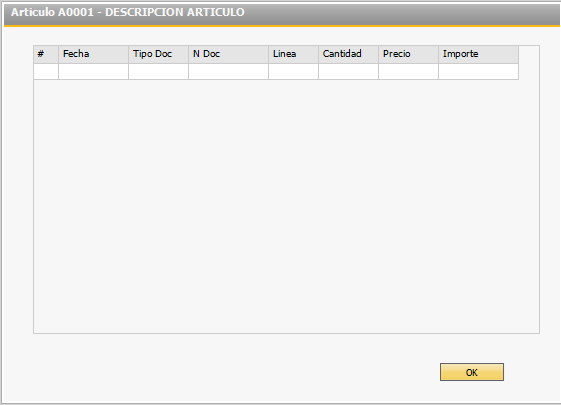 Articulo A0001 - DESCRIPCION ARTICULO
# Fecha Tipo Doc N Doc Linea Cantidad Precio Importe
OK